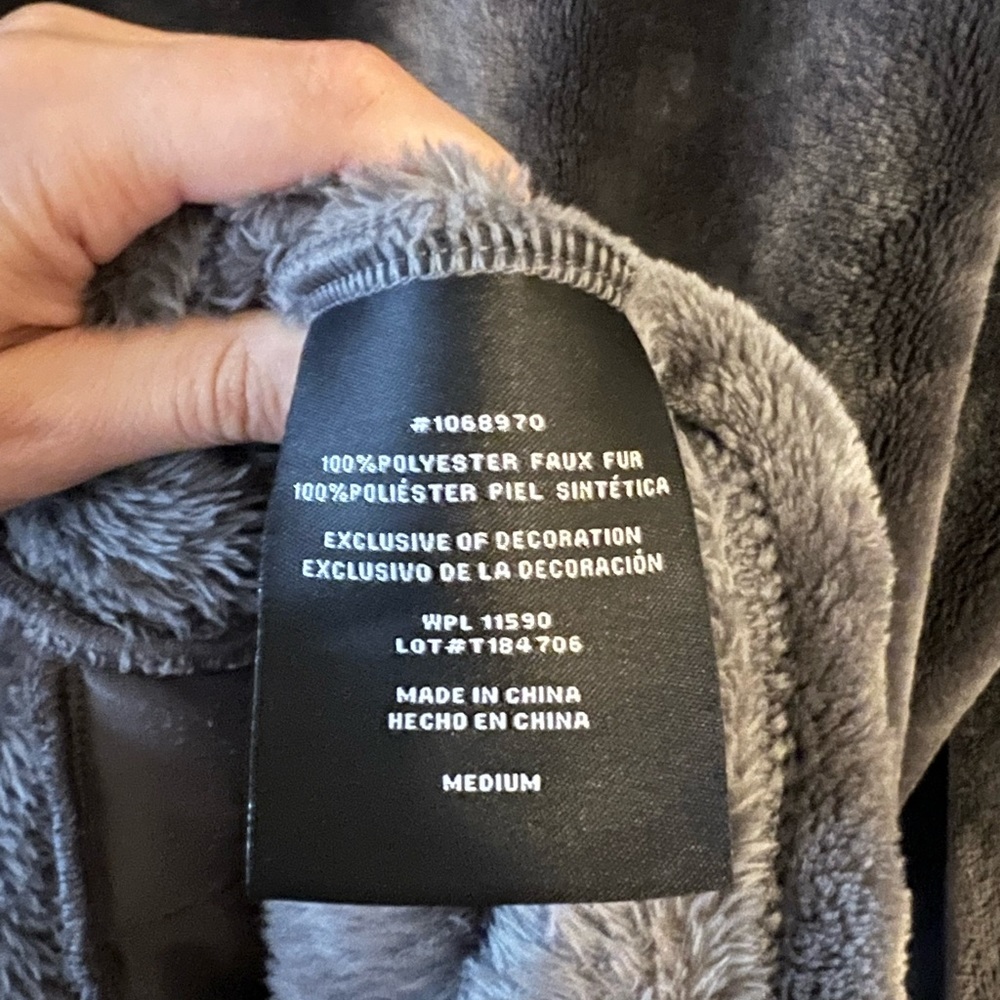 #1068970
100%POLYESTER FAUX FUR
100%POLIÉSTER PIEL SINTÉTICA
EXCLUSIVE OF DECORATION
EXCLUSIVO DE LA DECORACIÓN
WPL 11590
LOT#T184706
MADE IN CHINA
HECHO EN CHINA
MEDIUM